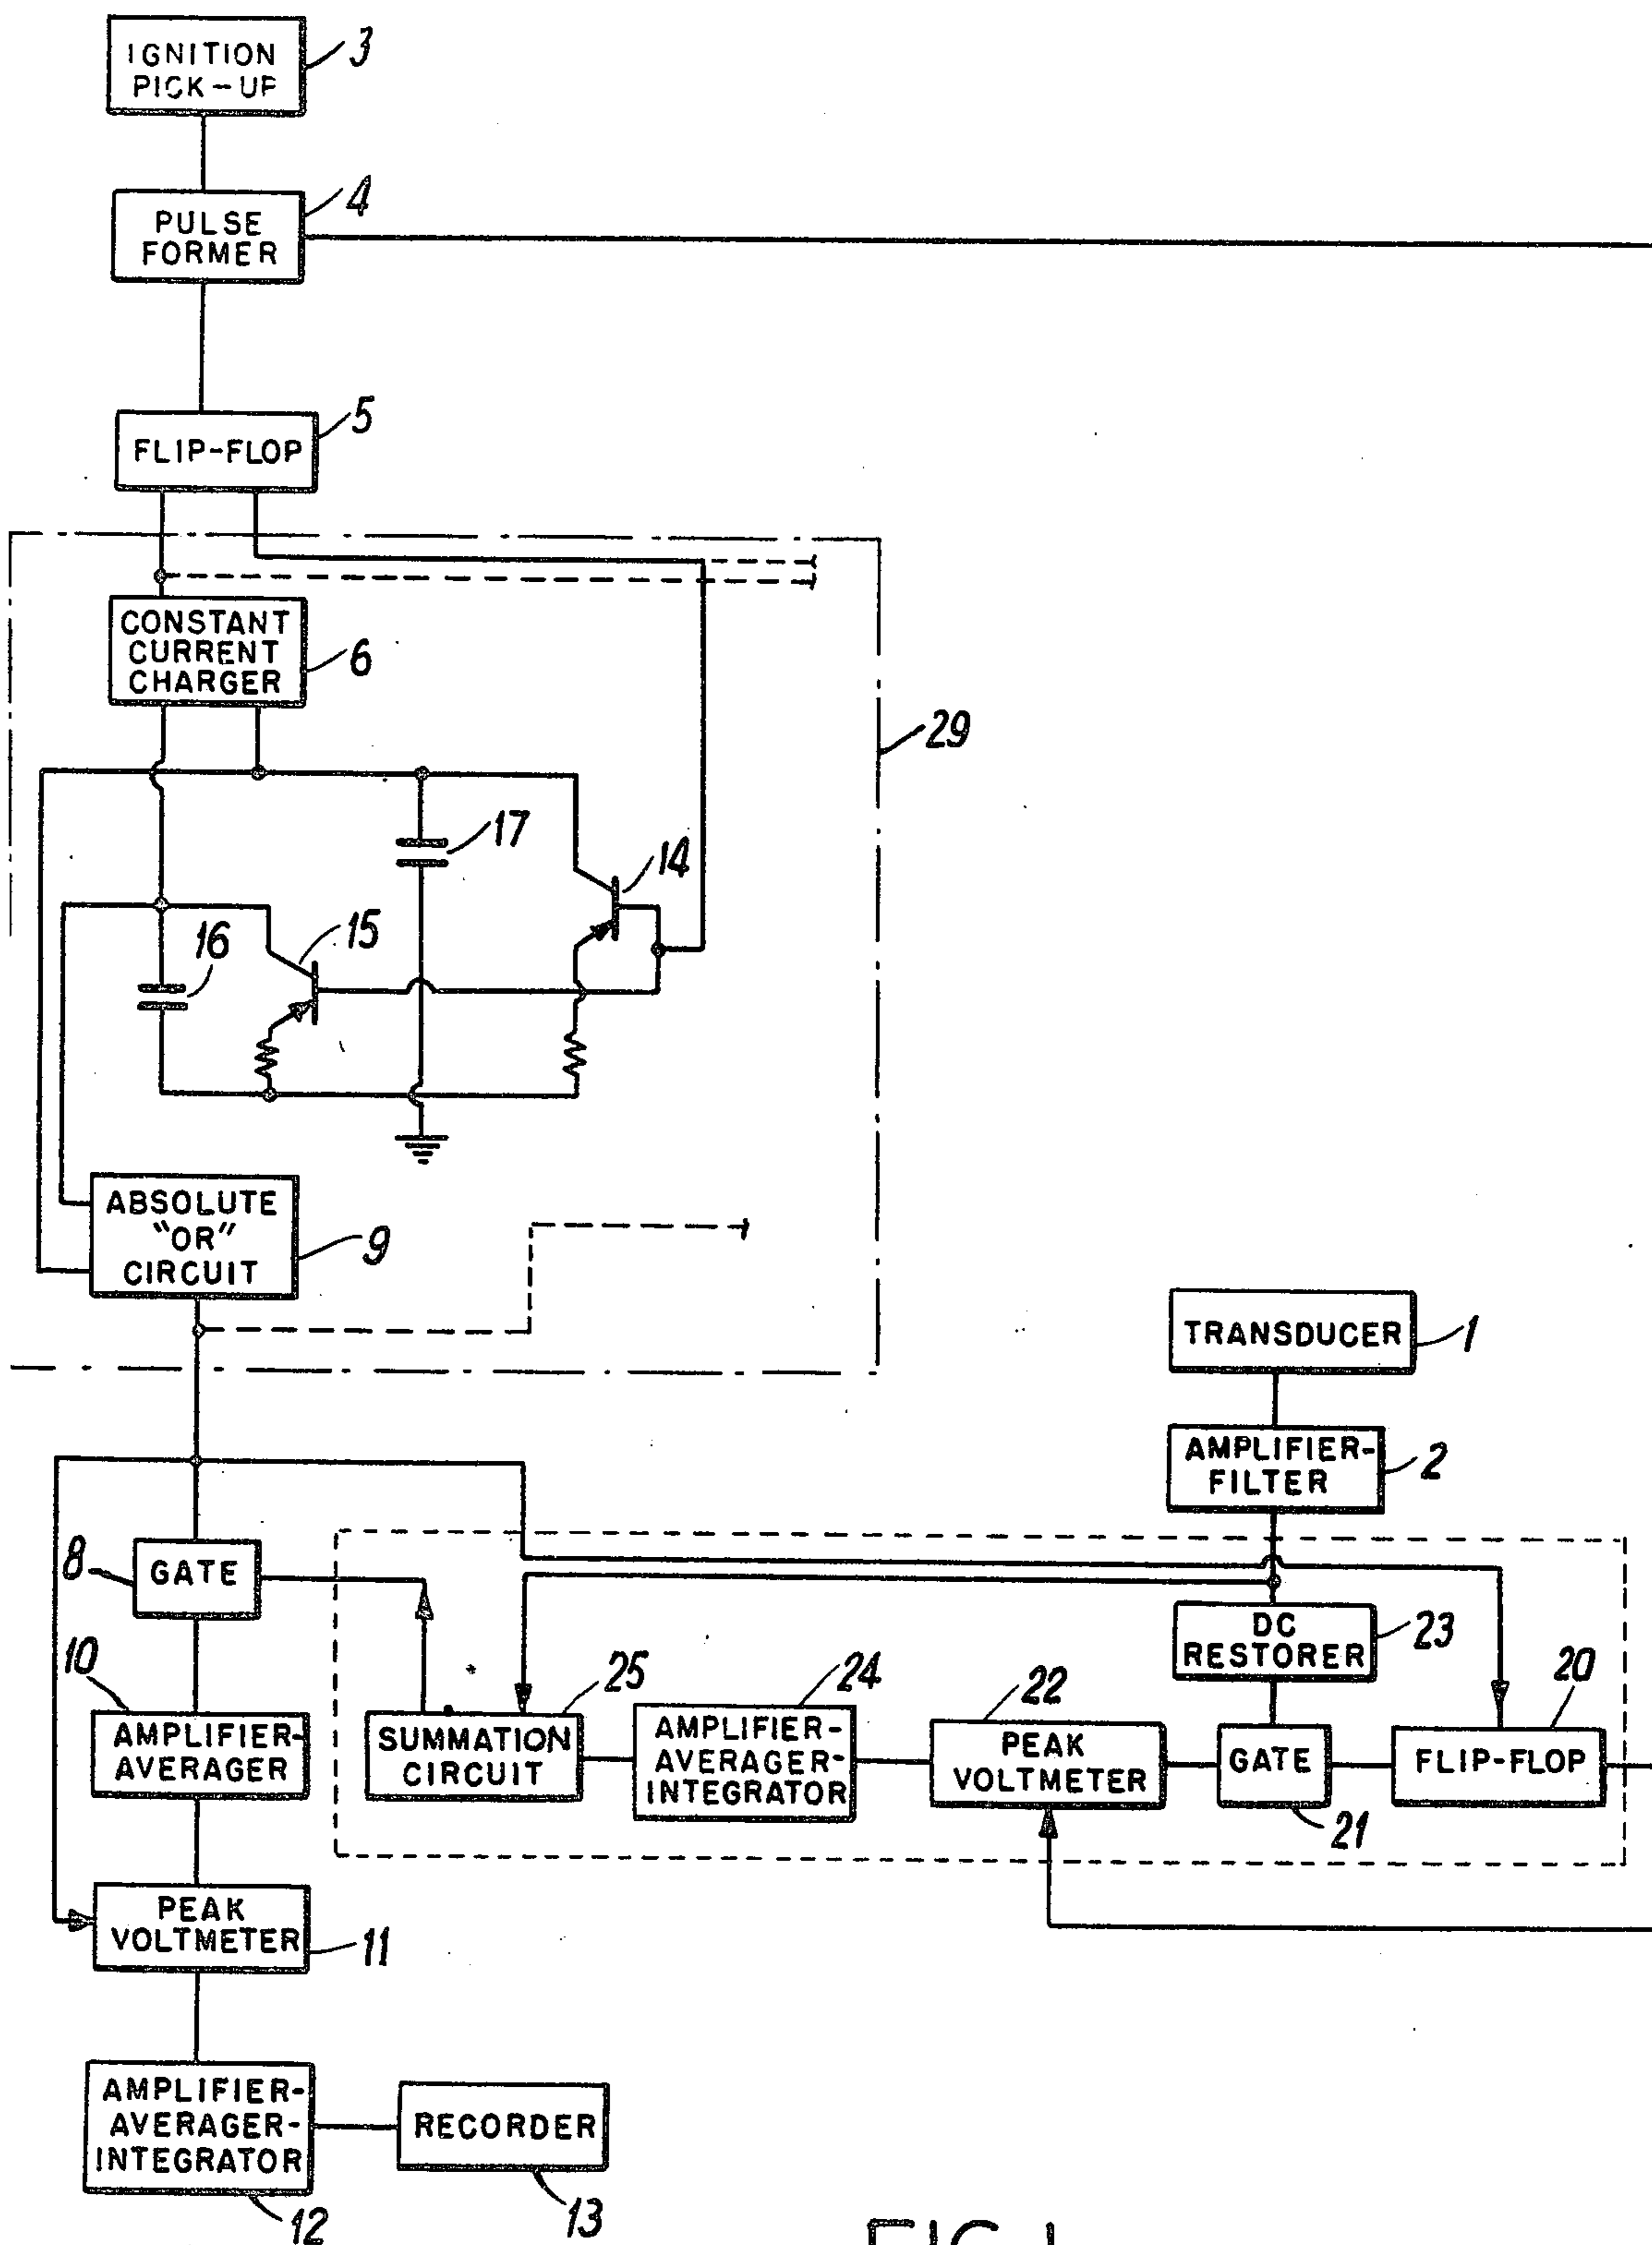 IGNITION
PICK-UP
3
PULSE
FORMER
4
FLIP-FLOP
5
CONSTANT
CURRENT
CHARGER
6
29
17
14
15
16
ABSOLUTE
"OR"
CIRCUIT
9
TRANSDUCER
1
AMPLIFIER-
FILTER
2
8
GATE
DC
RESTORER
23
10
AMPLIFIER-
AVERAGER
25
SUMMATION
CIRCUIT
24
AMPLIFIER-
AVERAGER-
INTEGRATOR
22
PEAK
VOLTMETER
GATE
21
20
FLIP-FLOP
PEAK
VOLTMETER
11
AMPLIFIER-
AVERAGER-
INTEGRATOR
12
RECORDER
13
FIG. 1